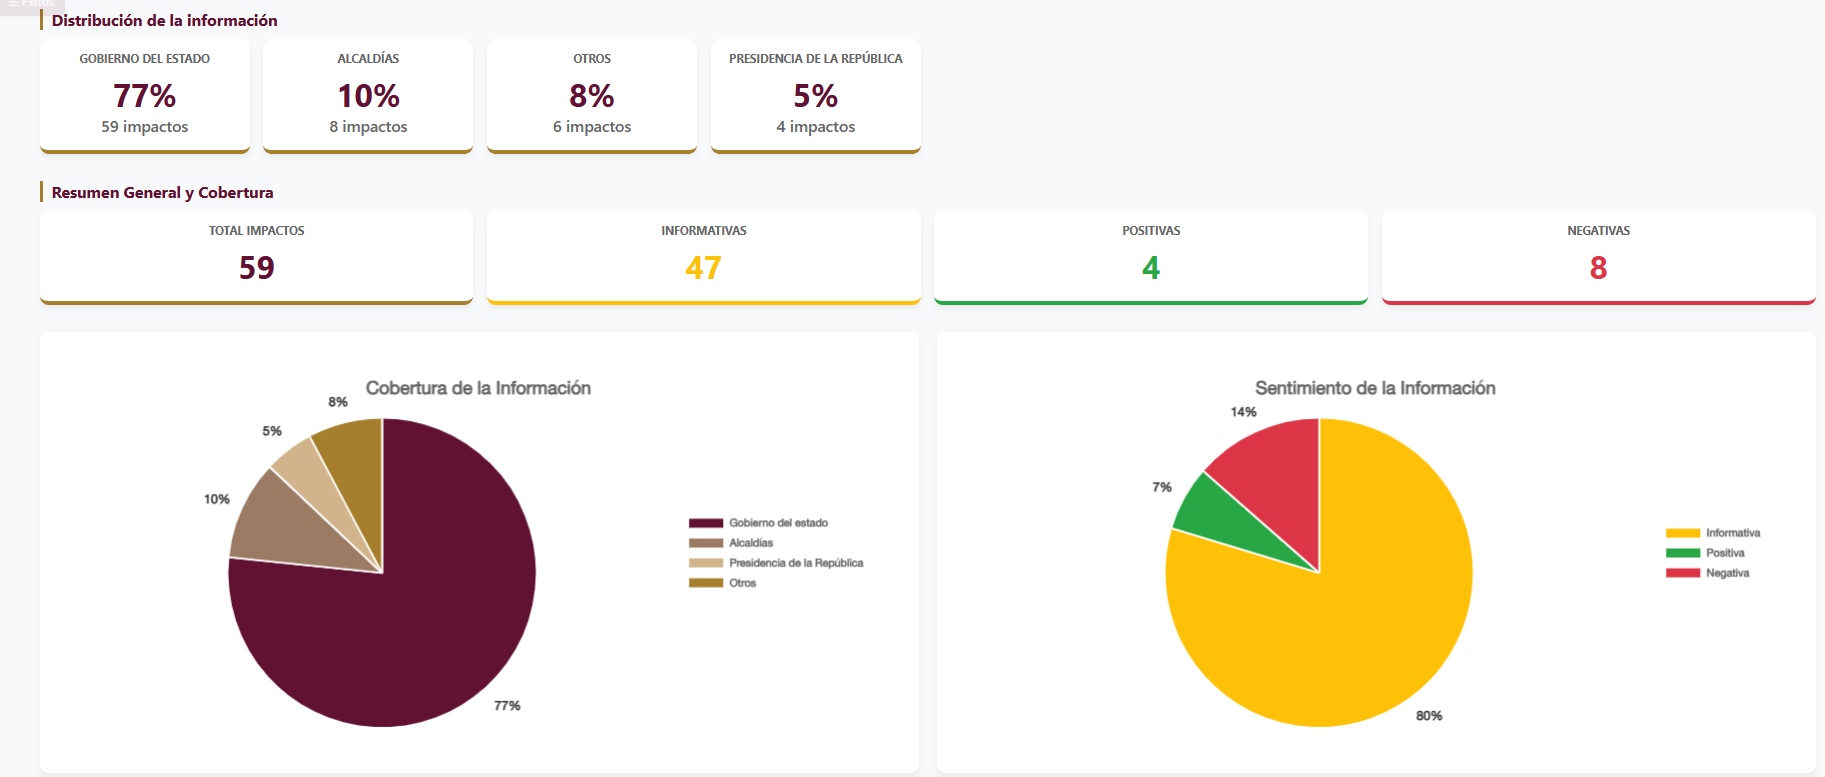 ☰ Filtros
Distribución de la información
GOBIERNO DEL ESTADO
77%
59 impactos
ALCALDÍAS
10%
8 impactos
OTROS
8%
6 impactos
PRESIDENCIA DE LA REPÚBLICA
5%
4 impactos
Resumen General y Cobertura
TOTAL IMPACTOS
59
INFORMATIVAS
47
POSITIVAS
4
NEGATIVAS
8
Cobertura de la Información
8%
5%
10%
77%
Gobierno del estado
Alcaldías
Presidencia de la República
Otros
Sentimiento de la Información
14%
7%
80%
Informativa
Positiva
Negativa